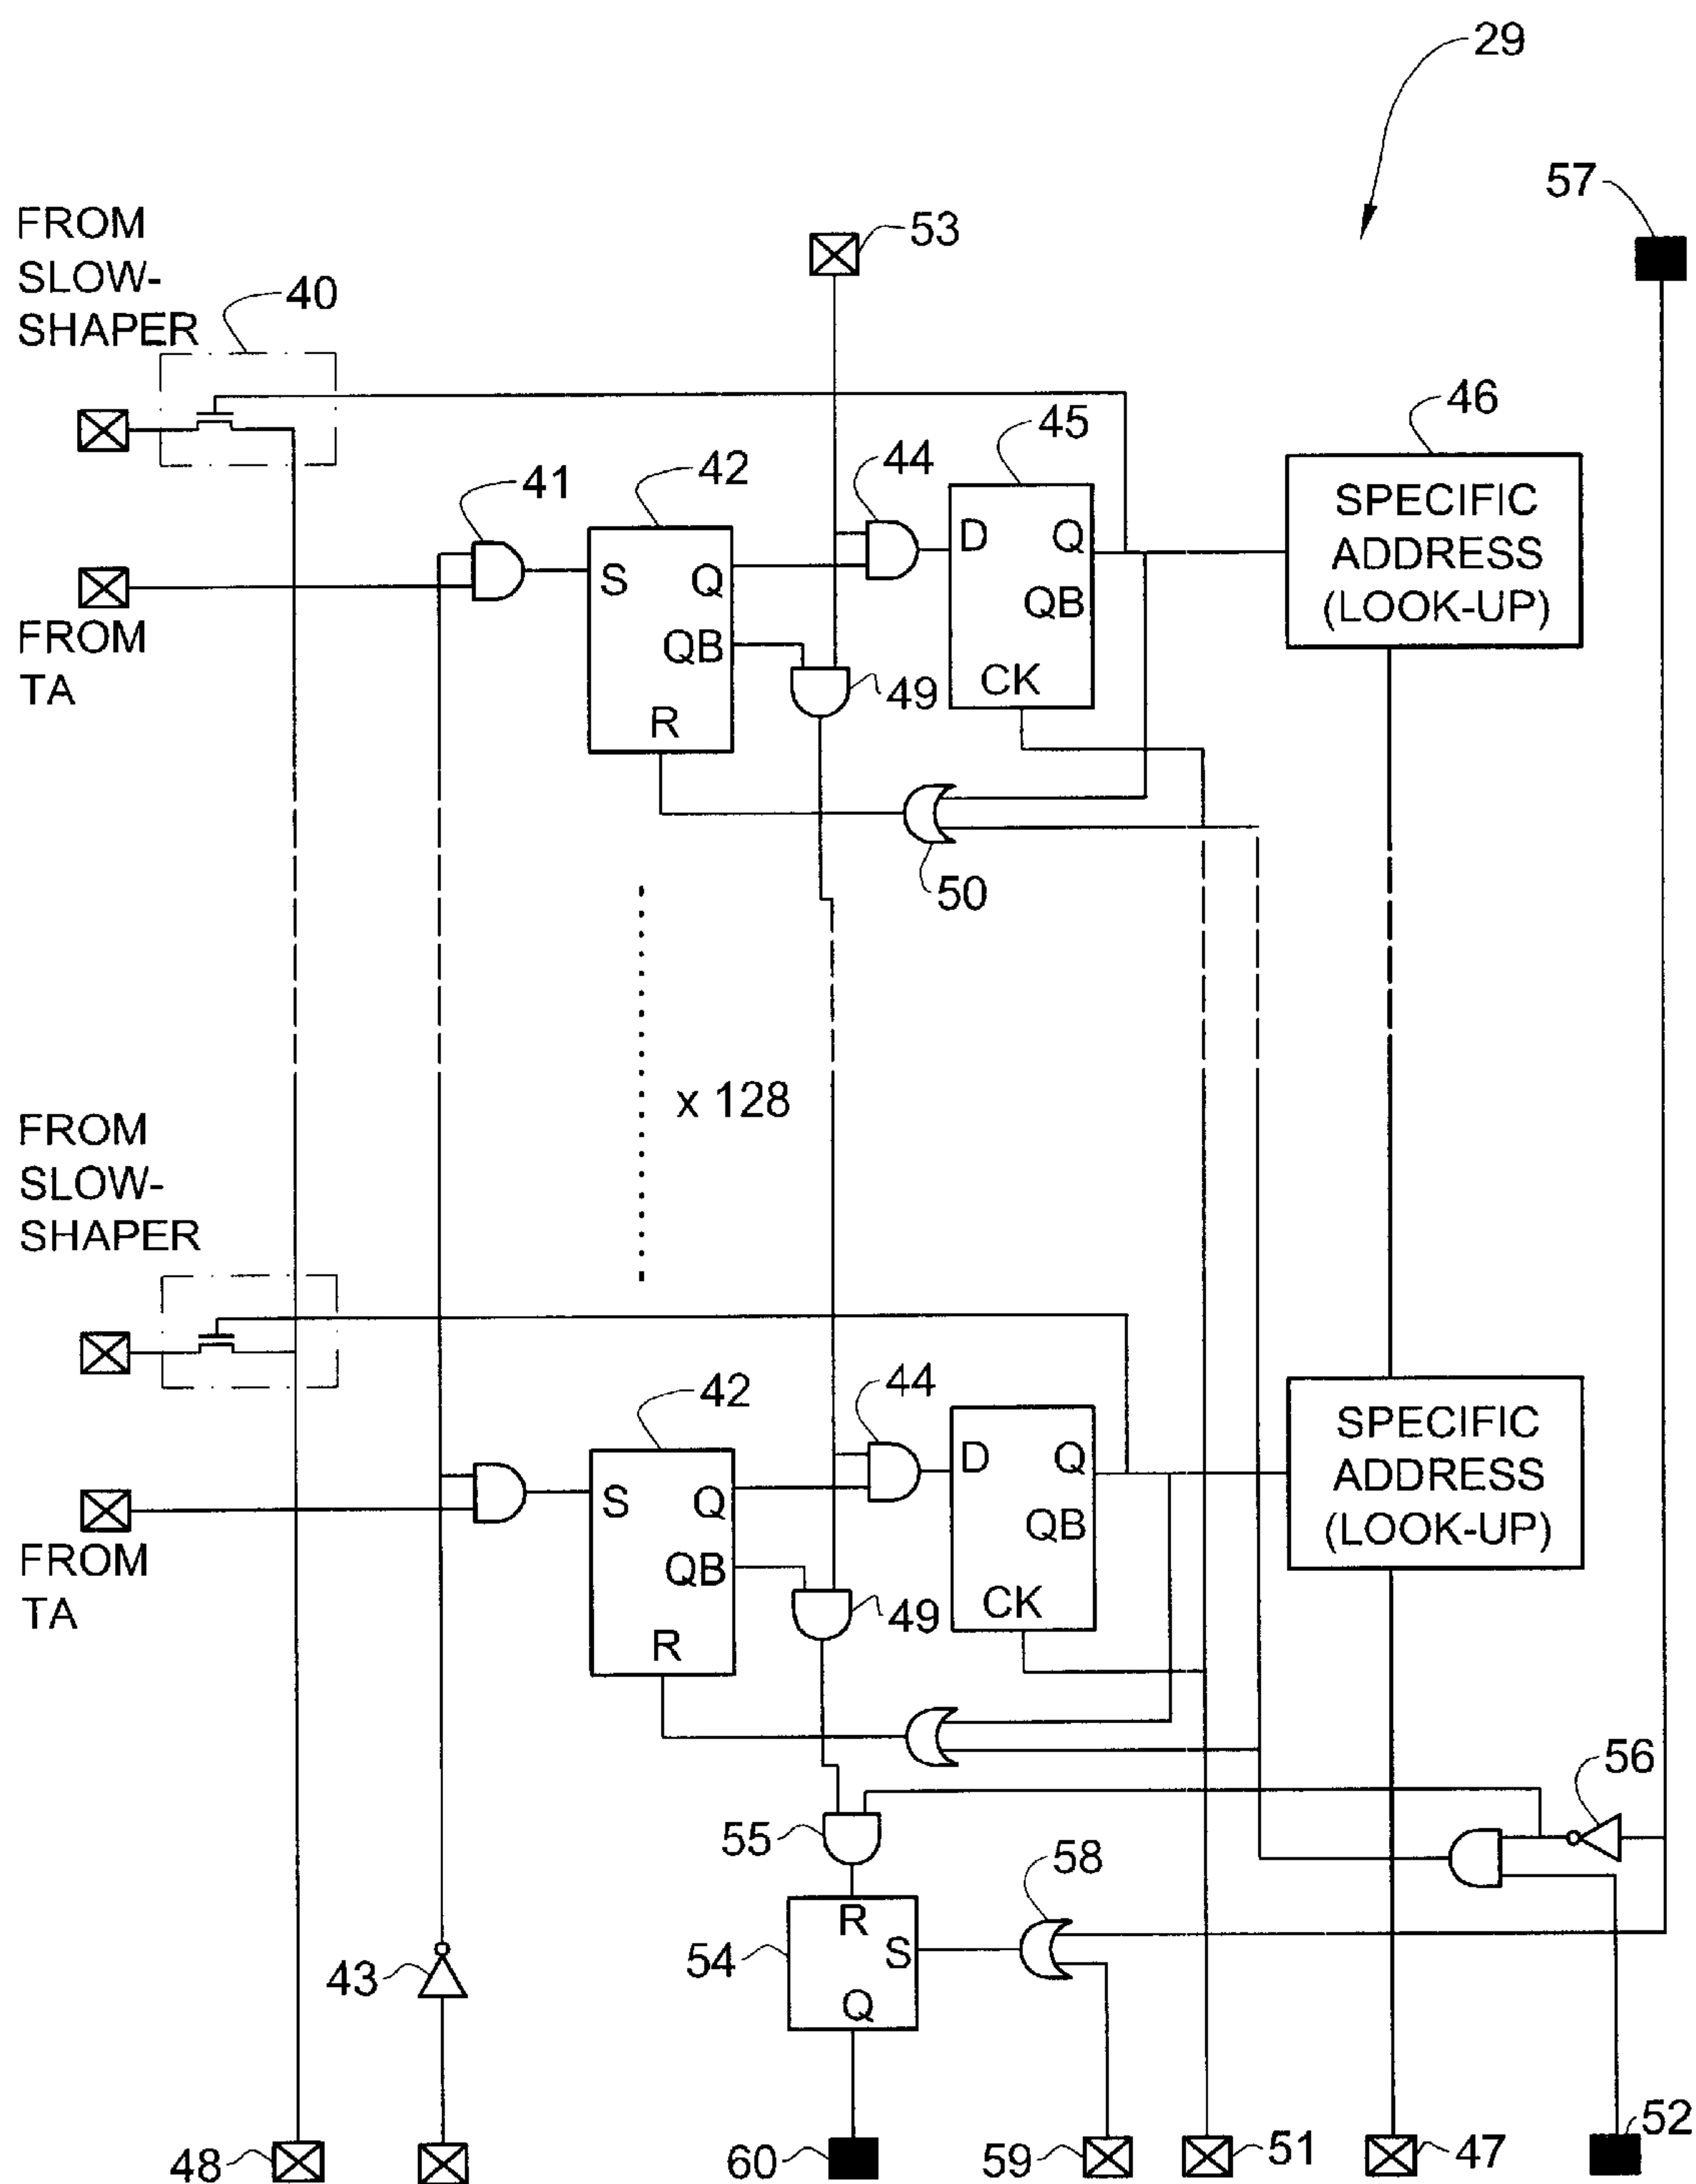 29
57
FROM
SLOW-
SHAPER
53
40
46
45
44
42
41
SPECIFIC
ADDRESS
(LOOK-UP)
D
Q
QB
CK
S
Q
QB
R
FROM
TA
49
50
x 128
FROM
SLOW-
SHAPER
44
42
SPECIFIC
ADDRESS
(LOOK-UP)
D
Q
QB
CK
S
Q
QB
R
FROM
TA
49
56
55
58
R
S
Q
54
43
48
60
59
51
47
52